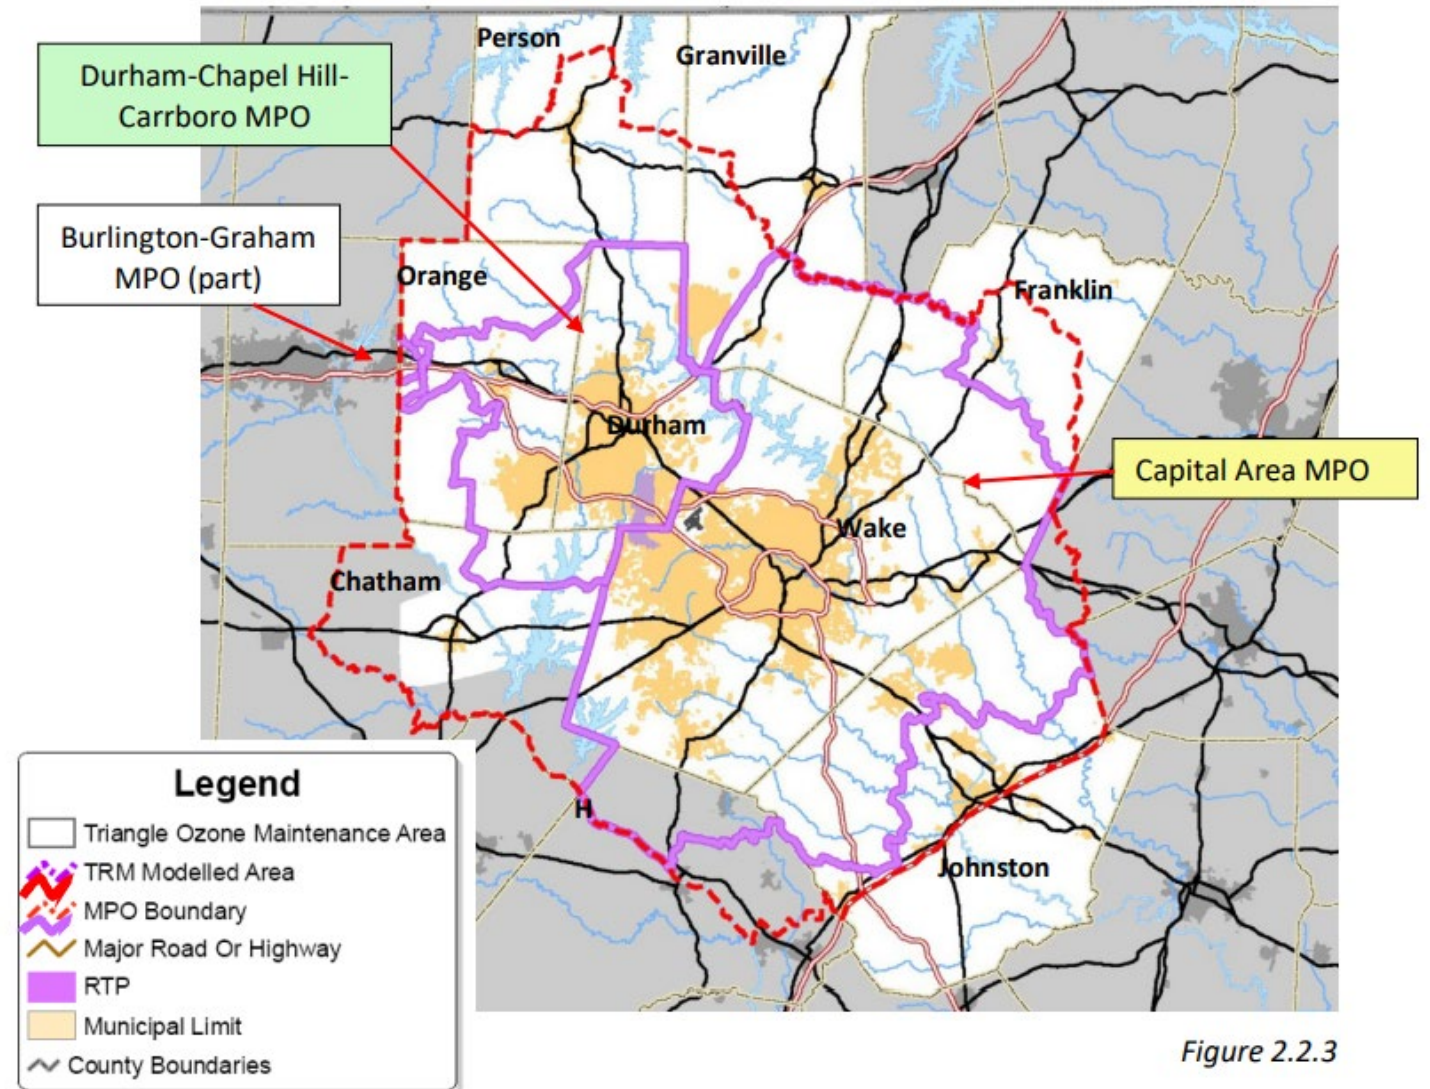 Person
Granville
Durham-Chapel Hill-
Carrboro MPO
Burlington-Graham
MPO (part)
Orange
Franklin
Durham
Capital Area MPO
Wake
Chatham
H
Johnston
Legend
Triangle Ozone Maintenance Area
TRM Modelled Area
MPO Boundary
Major Road Or Highway
RTP
Municipal Limit
County Boundaries
Figure 2.2.3